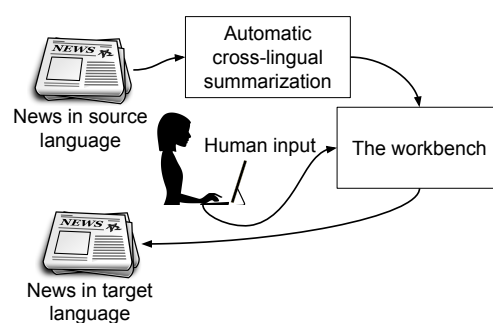 NEWS
Automatic
cross-lingual
summarization
News in source
language
Human input
The workbench
NEWS
News in target
language